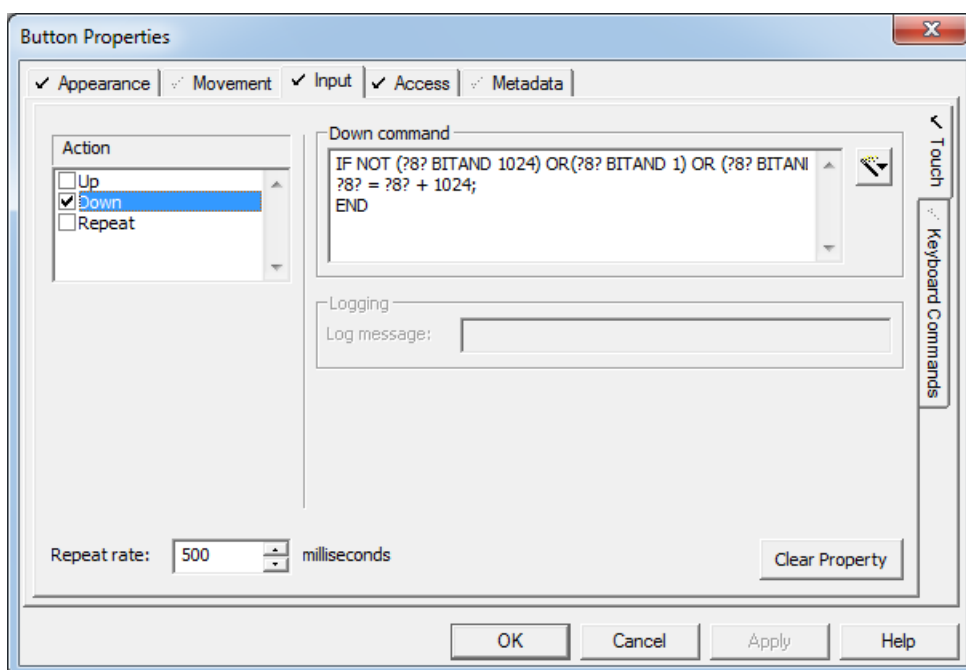 Button Properties
Appearance Movement Input Access Metadata
Action
Up
Down
Repeat
Down command
IF NOT (?8? BITAND 1024) OR(?8? BITAND 1) OR (?8?
?8? = ?8? + 1024;
END
Logging
Log message:
Touch
Keyboard Commands
Repeat rate: 500 milliseconds
Clear Property
OK Cancel Apply Help